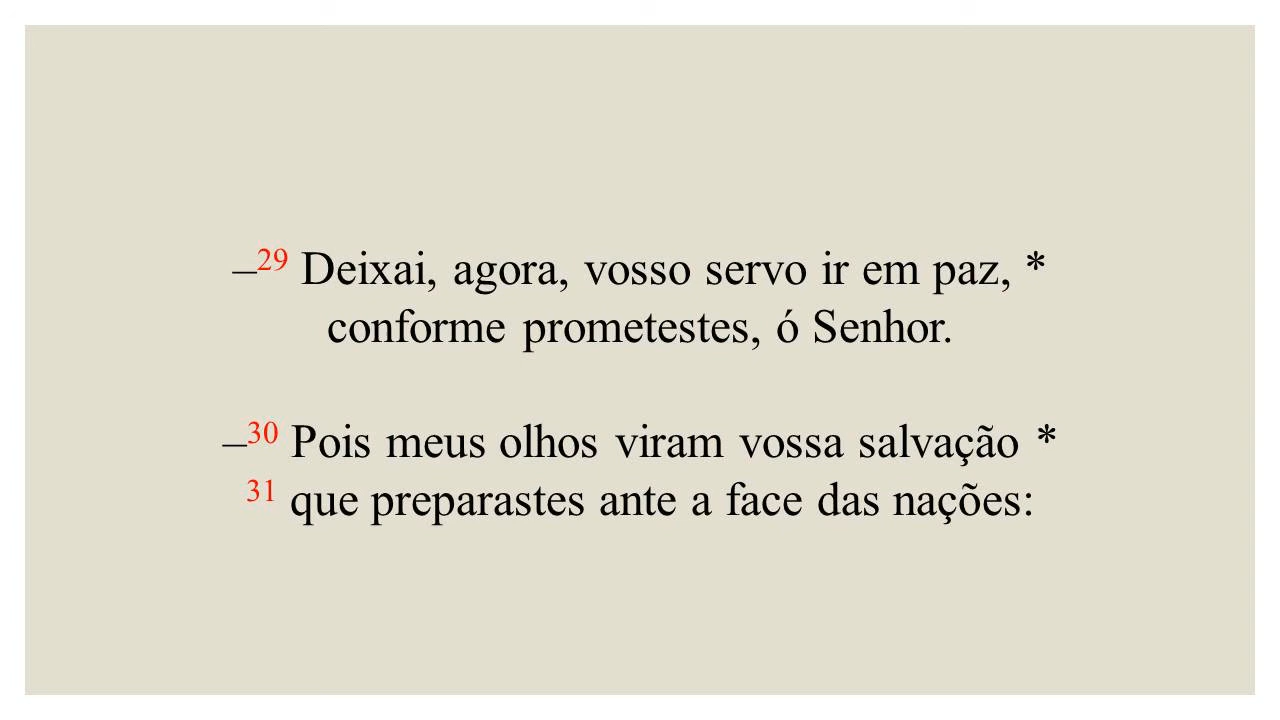 –29 Deixai, agora, vosso servo ir em paz, *
conforme prometestes, ó Senhor.
–30 Pois meus olhos viram vossa salvação *
31 que preparastes ante a face das nações: